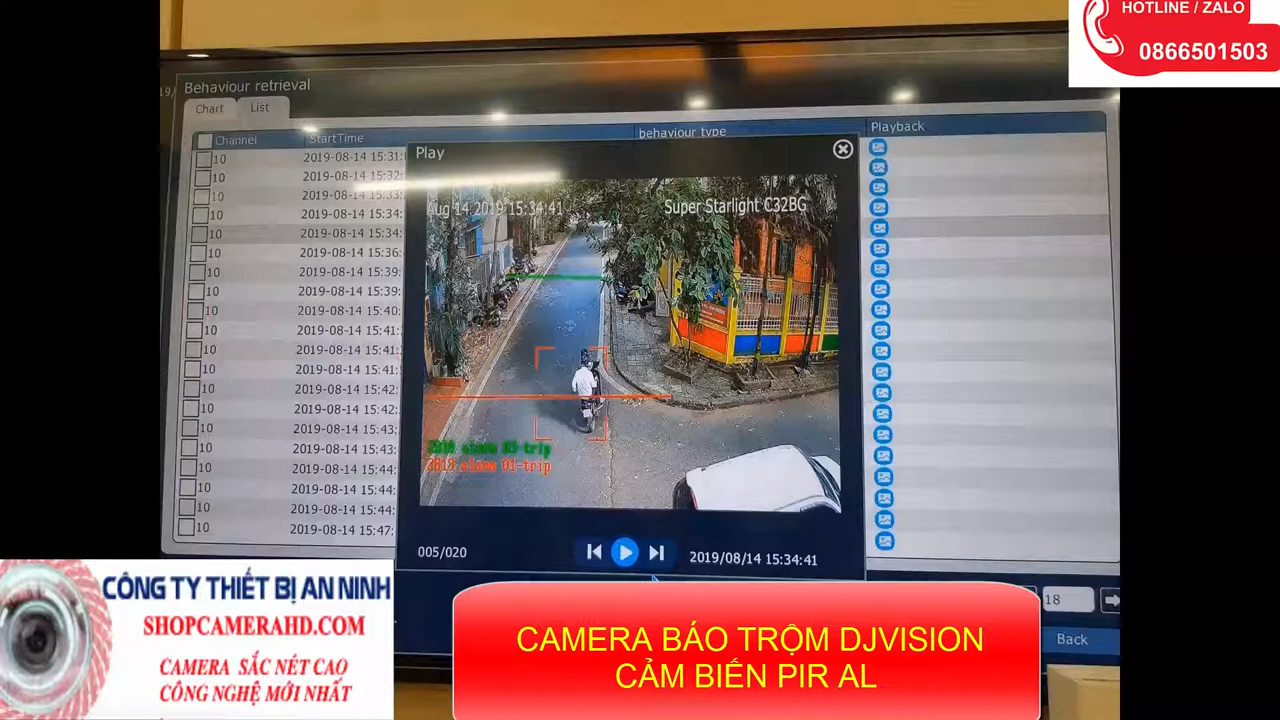 HOTLINE / ZALO
0866501503
Behaviour retrieval
Chart List
Channel StartTime behaviour type Playback
10 2019-08-14 15:31:
10 2019-08-14 15:32:
10 2019-08-14 15:33:
10 2019-08-14 15:34:
10 2019-08-14 15:34:
10 2019-08-14 15:36:
10 2019-08-14 15:39:
10 2019-08-14 15:39:
10 2019-08-14 15:40:
10 2019-08-14 15:41:
10 2019-08-14 15:41:
10 2019-08-14 15:41:
10 2019-08-14 15:42:
10 2019-08-14 15:42:
10 2019-08-14 15:43:
10 2019-08-14 15:43:
10 2019-08-14 15:44:
10 2019-08-14 15:44:
10 2019-08-14 15:44:
10 2019-08-14 15:47:
Play
Aug 14 2019 15:34:41 Super Starlight C32BG
alarm 03-trip
alarm 01-trip
005/020 2019/08/14 15:34:41
18
Back
CÔNG TY THIẾT BỊ AN NINH
SHOPCAMERAHD.COM
CAMERA SẮC NÉT CAO
CÔNG NGHỆ MỚI NHẤT
CAMERA BÁO TRỘM DJVISION
CẢM BIẾN PIR AL